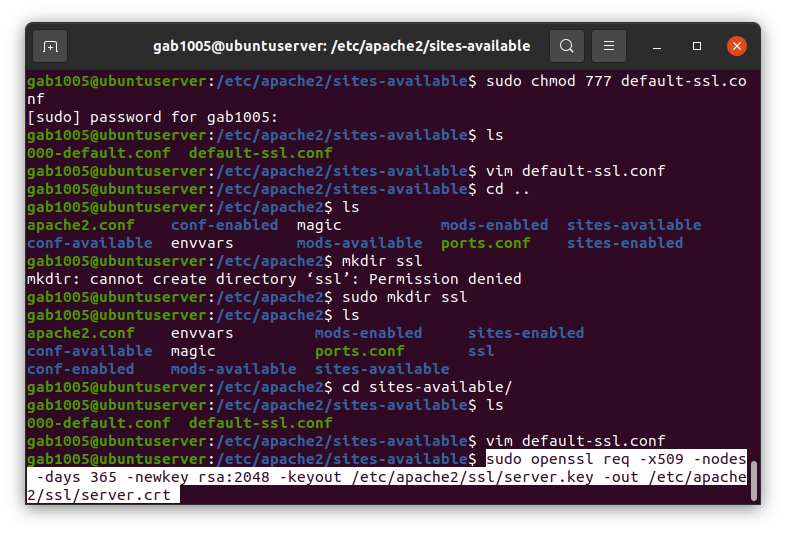 gab1005@ubuntuserver: /etc/apache2/sites-available
gab1005@ubuntuserver:/etc/apache2/sites-available$ sudo chmod 777 default-ssl.co
nf
[sudo] password for gab1005:
gab1005@ubuntuserver:/etc/apache2/sites-available$ ls
000-default.conf  default-ssl.conf
gab1005@ubuntuserver:/etc/apache2/sites-available$ vim default-ssl.conf
gab1005@ubuntuserver:/etc/apache2/sites-available$ cd ..
gab1005@ubuntuserver:/etc/apache2$ ls
apache2.conf    conf-enabled  magic           mods-enabled  sites-available
conf-available  envvars       mods-available  ports.conf    sites-enabled
gab1005@ubuntuserver:/etc/apache2$ mkdir ssl
mkdir: cannot create directory ‘ssl’: Permission denied
gab1005@ubuntuserver:/etc/apache2$ sudo mkdir ssl
gab1005@ubuntuserver:/etc/apache2$ ls
apache2.conf    envvars         mods-enabled     sites-enabled
conf-available  magic           ports.conf       ssl
conf-enabled    mods-available  sites-available
gab1005@ubuntuserver:/etc/apache2$ cd sites-available/
gab1005@ubuntuserver:/etc/apache2/sites-available$ ls
000-default.conf  default-ssl.conf
gab1005@ubuntuserver:/etc/apache2/sites-available$ vim default-ssl.conf
gab1005@ubuntuserver:/etc/apache2/sites-available$ sudo openssl req -x509 -nodes
 -days 365 -newkey rsa:2048 -keyout /etc/apache2/ssl/server.key -out /etc/apache
2/ssl/server.crt